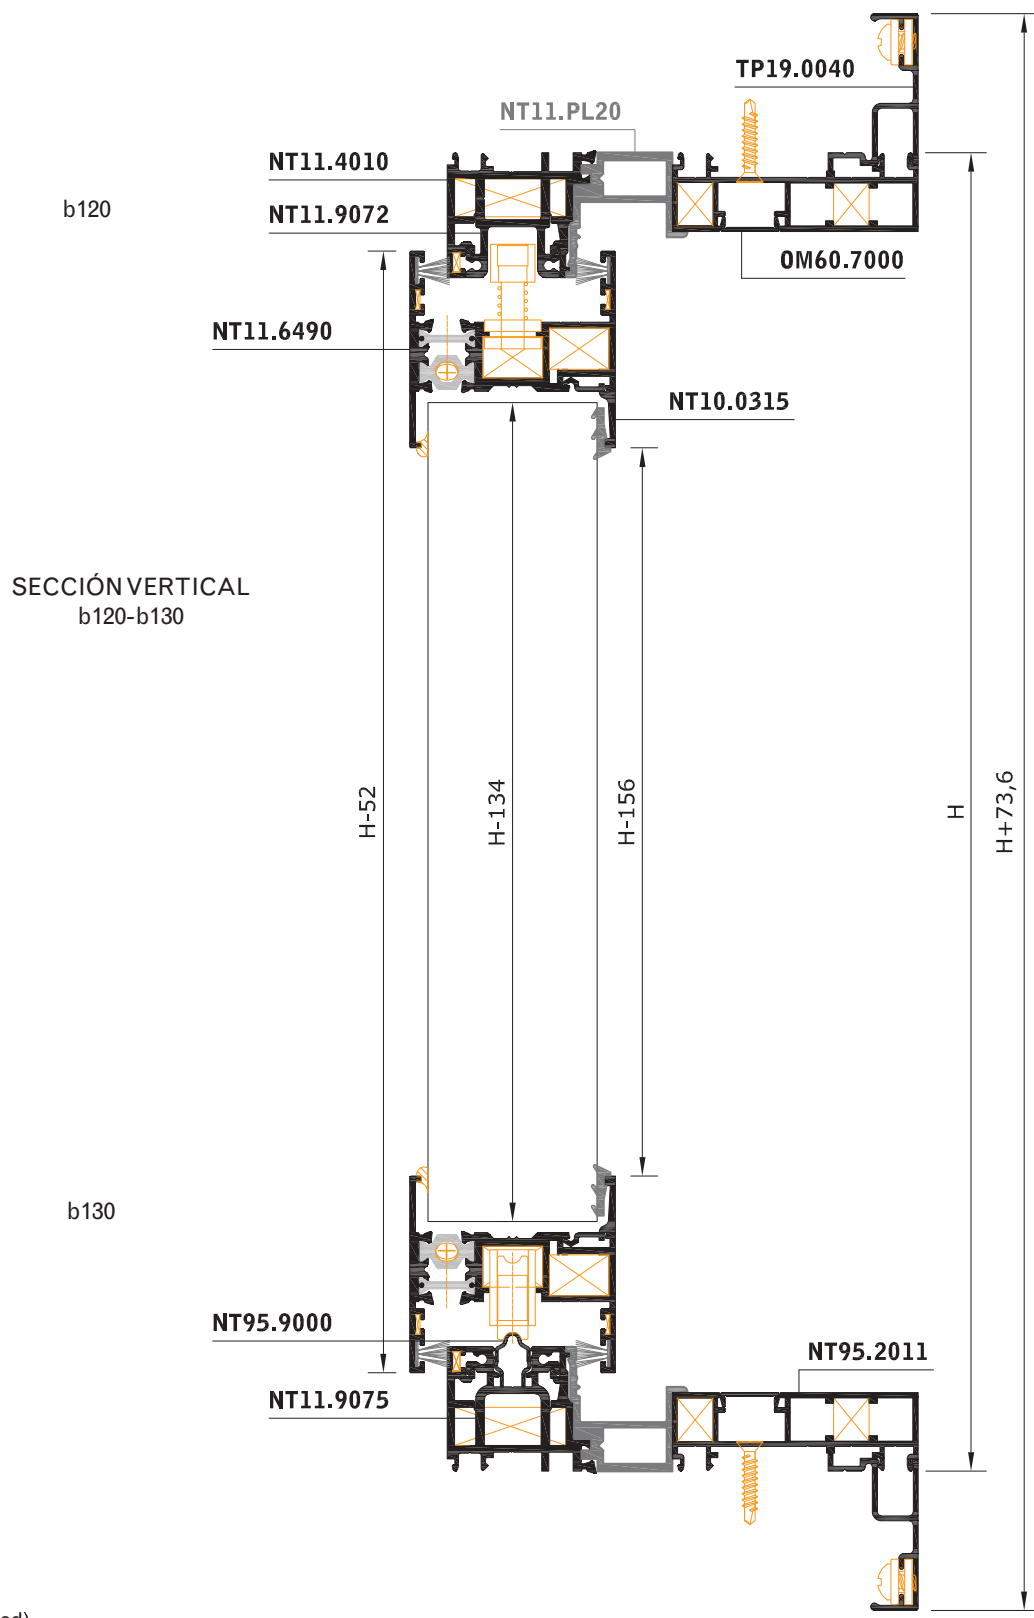 TP19.0040
NT11.PL20
NT11.4010
b120
NT11.9072
0M60.7000
NT11.6490
NT10.0315
SECCIÓN VERTICAL
b120-b130
H-52
H-134
H-156
H
H+73,6
b130
NT95.9000
NT95.2011
NT11.9075